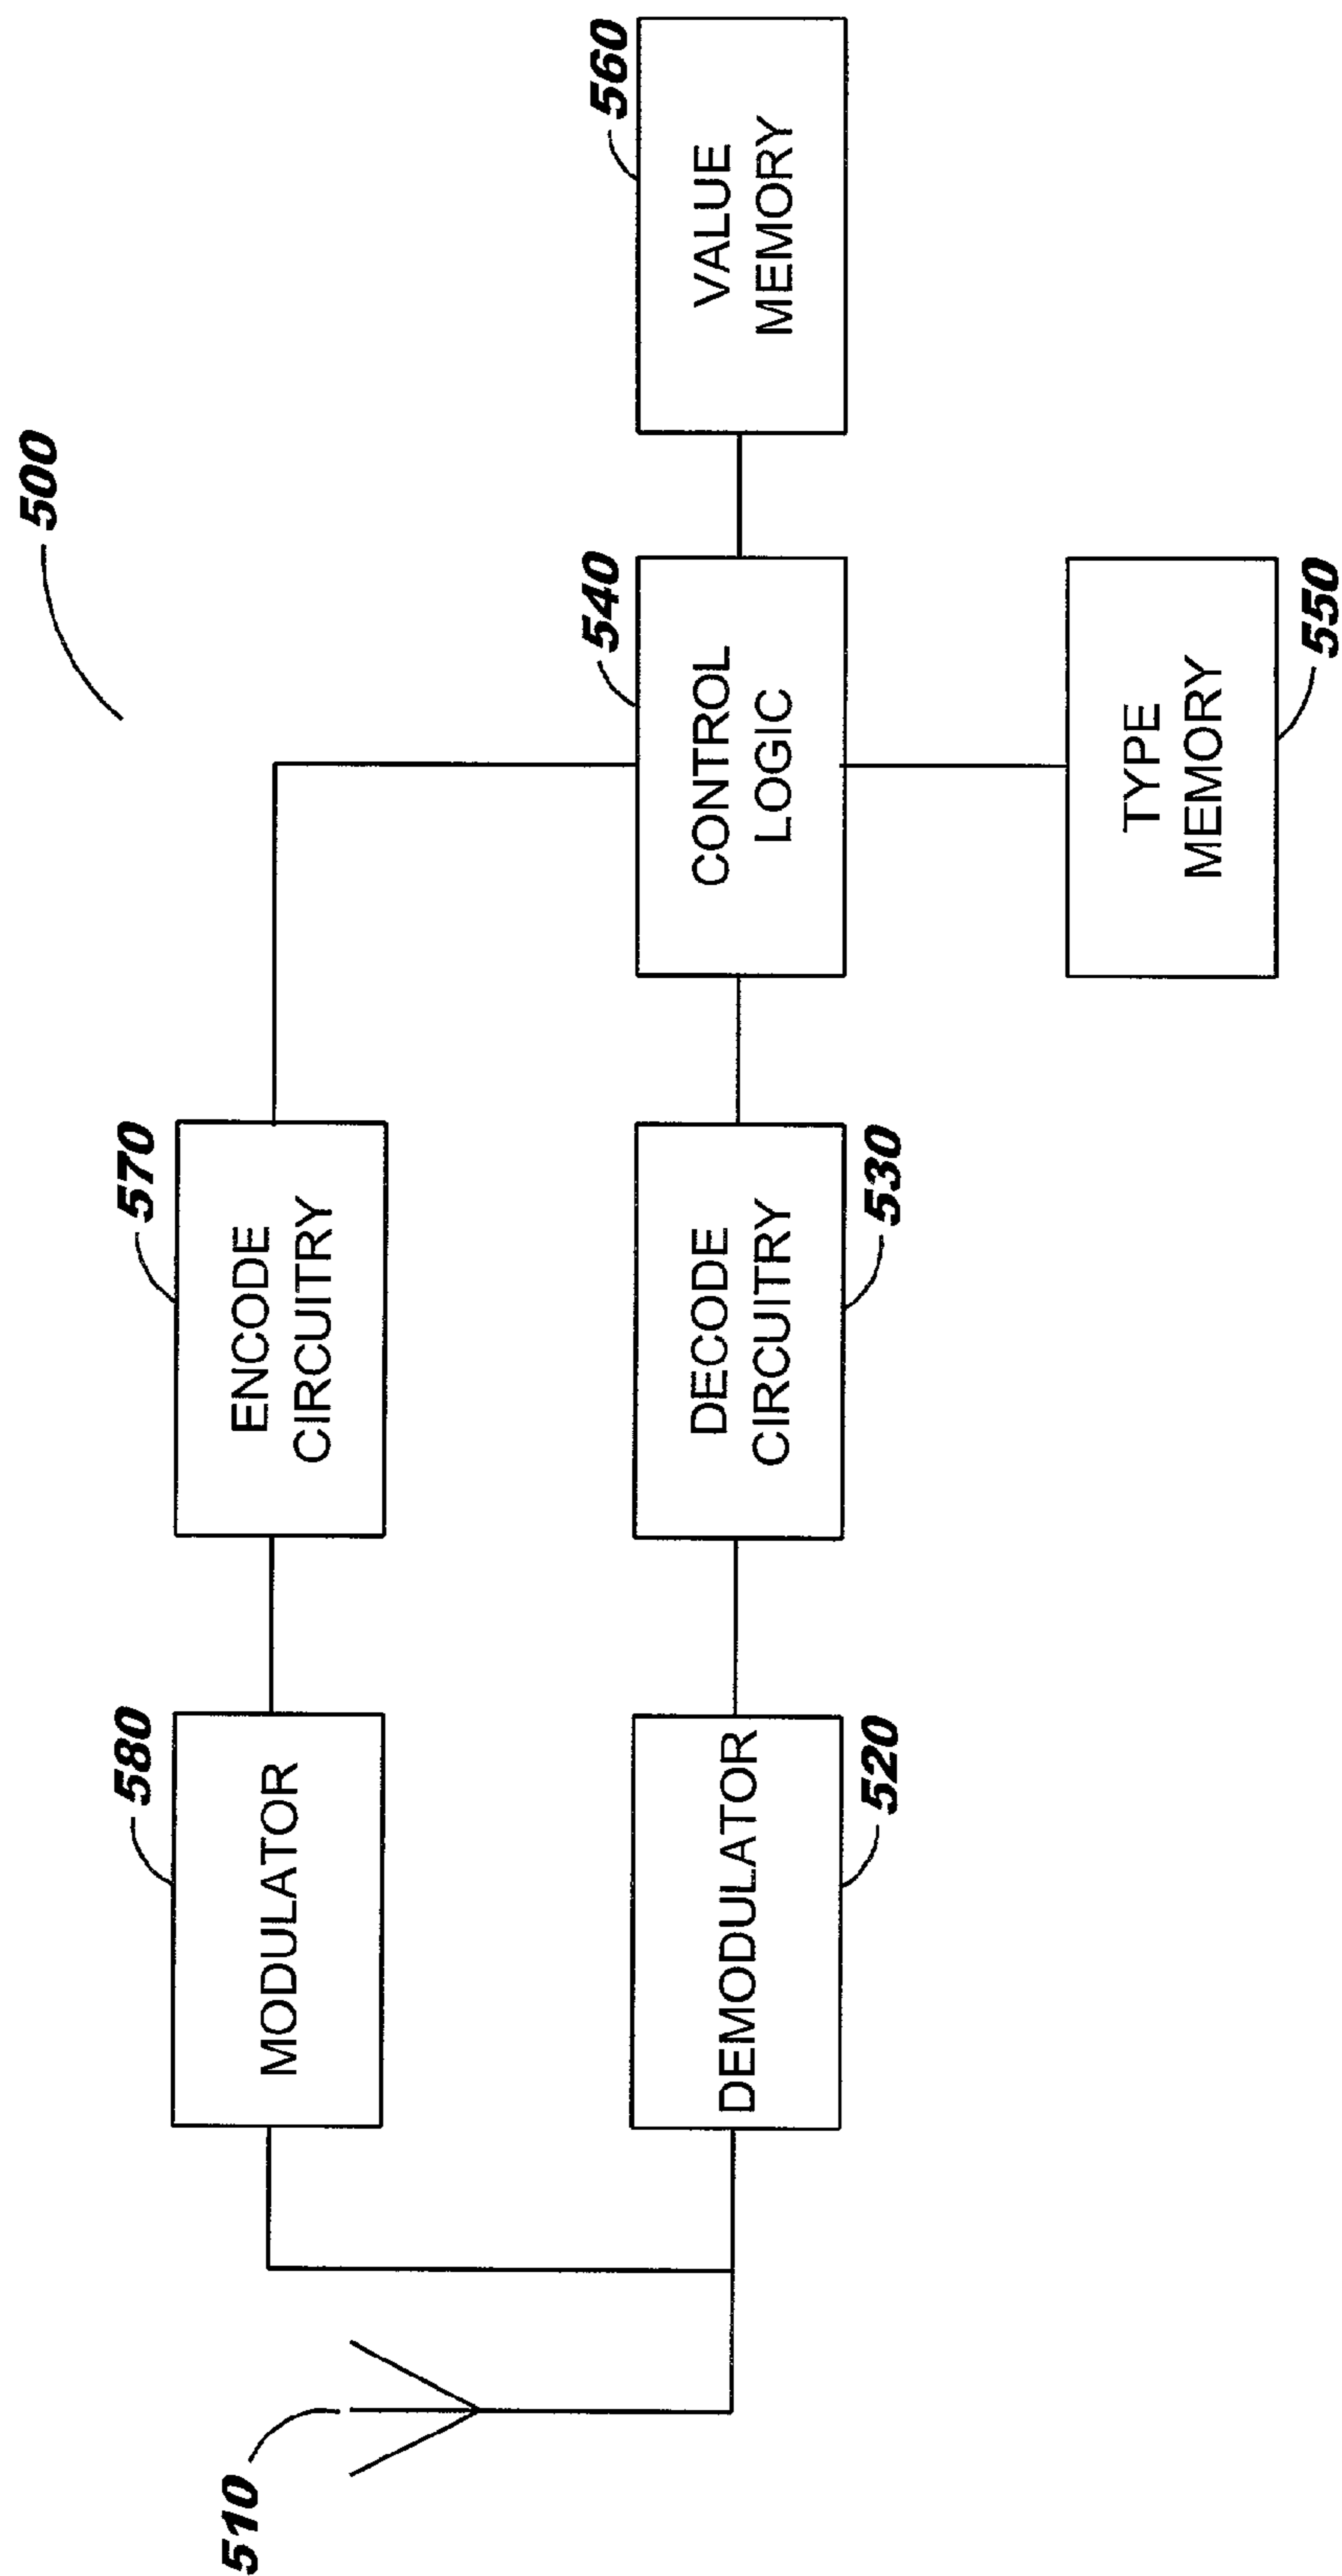 500
510
580
MODULATOR
570
ENCODE
CIRCUITRY
520
DEMODULATOR
530
DECODE
CIRCUITRY
540
CONTROL
LOGIC
560
VALUE
MEMORY
550
TYPE
MEMORY